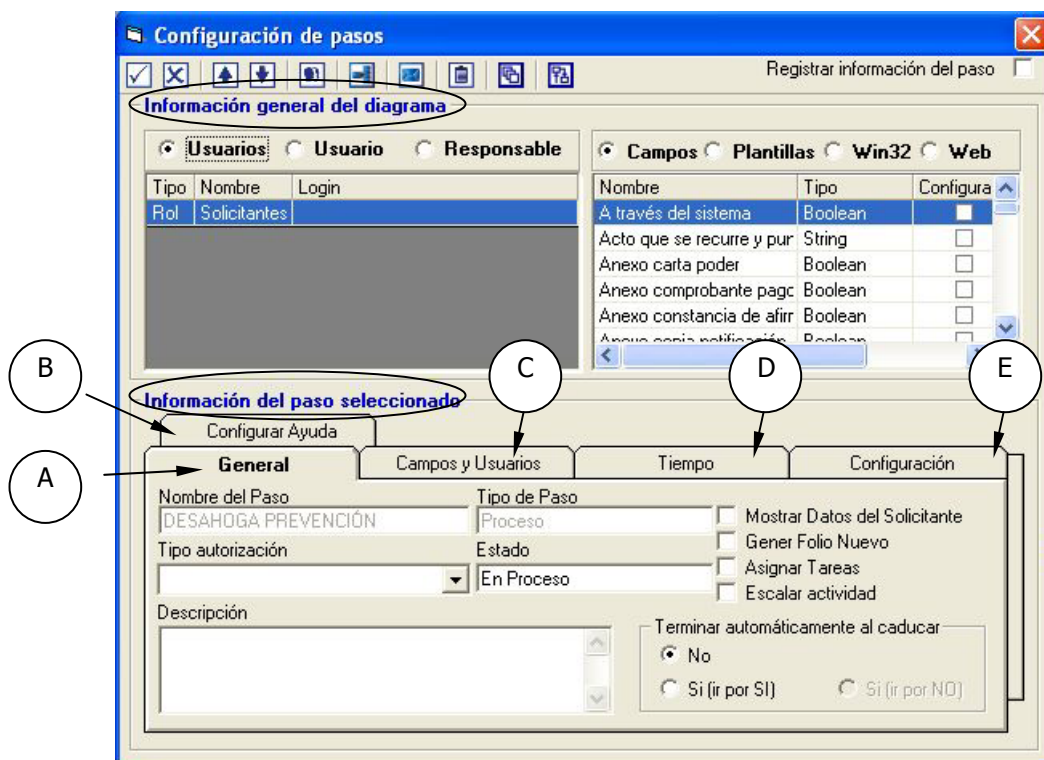 Configuración de pasos
Registrar información del paso
Información general del diagrama
Usuarios Usuario Responsable
Campos Plantillas Win32 Web
Tipo Nombre Login
Rol Solicitantes
Nombre Tipo Configura
A través del sistema Boolean
Acto que se recurre y pur String
Anexo carta poder Boolean
Anexo comprobante pagc Boolean
Anexo constancia de afirr Boolean
Anexo copia notificación Boolean
B
C
D
E
Información del paso seleccionado
Configurar Ayuda
A
General
Campos y Usuarios
Tiempo
Configuración
Nombre del Paso
DESAHOGA PREVENCIÓN
Tipo de Paso
Proceso
Tipo autorización
Estado
En Proceso
Mostrar Datos del Solicitante
Gener Folio Nuevo
Asignar Tareas
Escalar actividad
Descripción
Terminar automáticamente al caducar
No
Si (ir por SI)
Si (ir por NO)